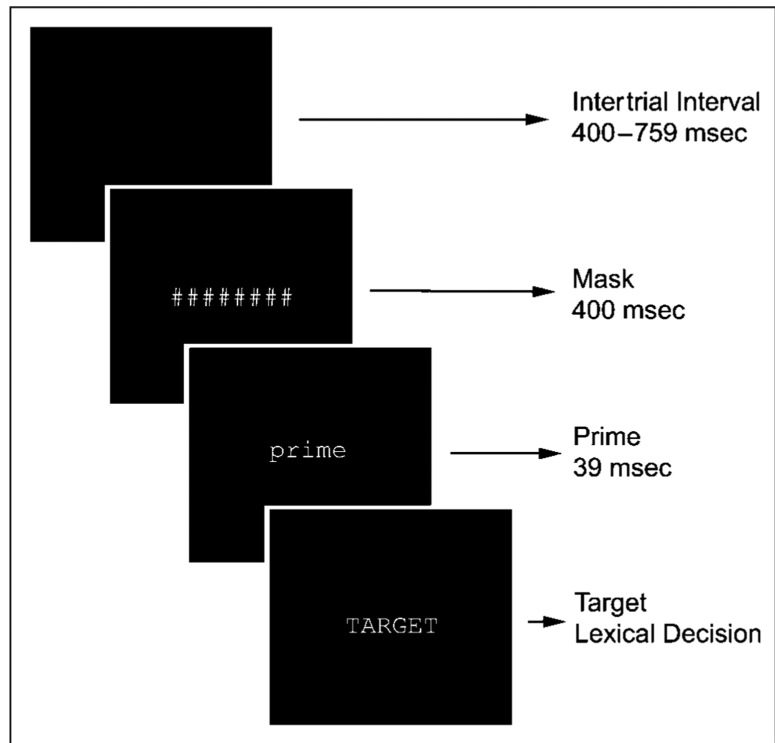 Intertrial Interval
400–759 msec
########
Mask
400 msec
prime
Prime
39 msec
TARGET
Target
Lexical Decision